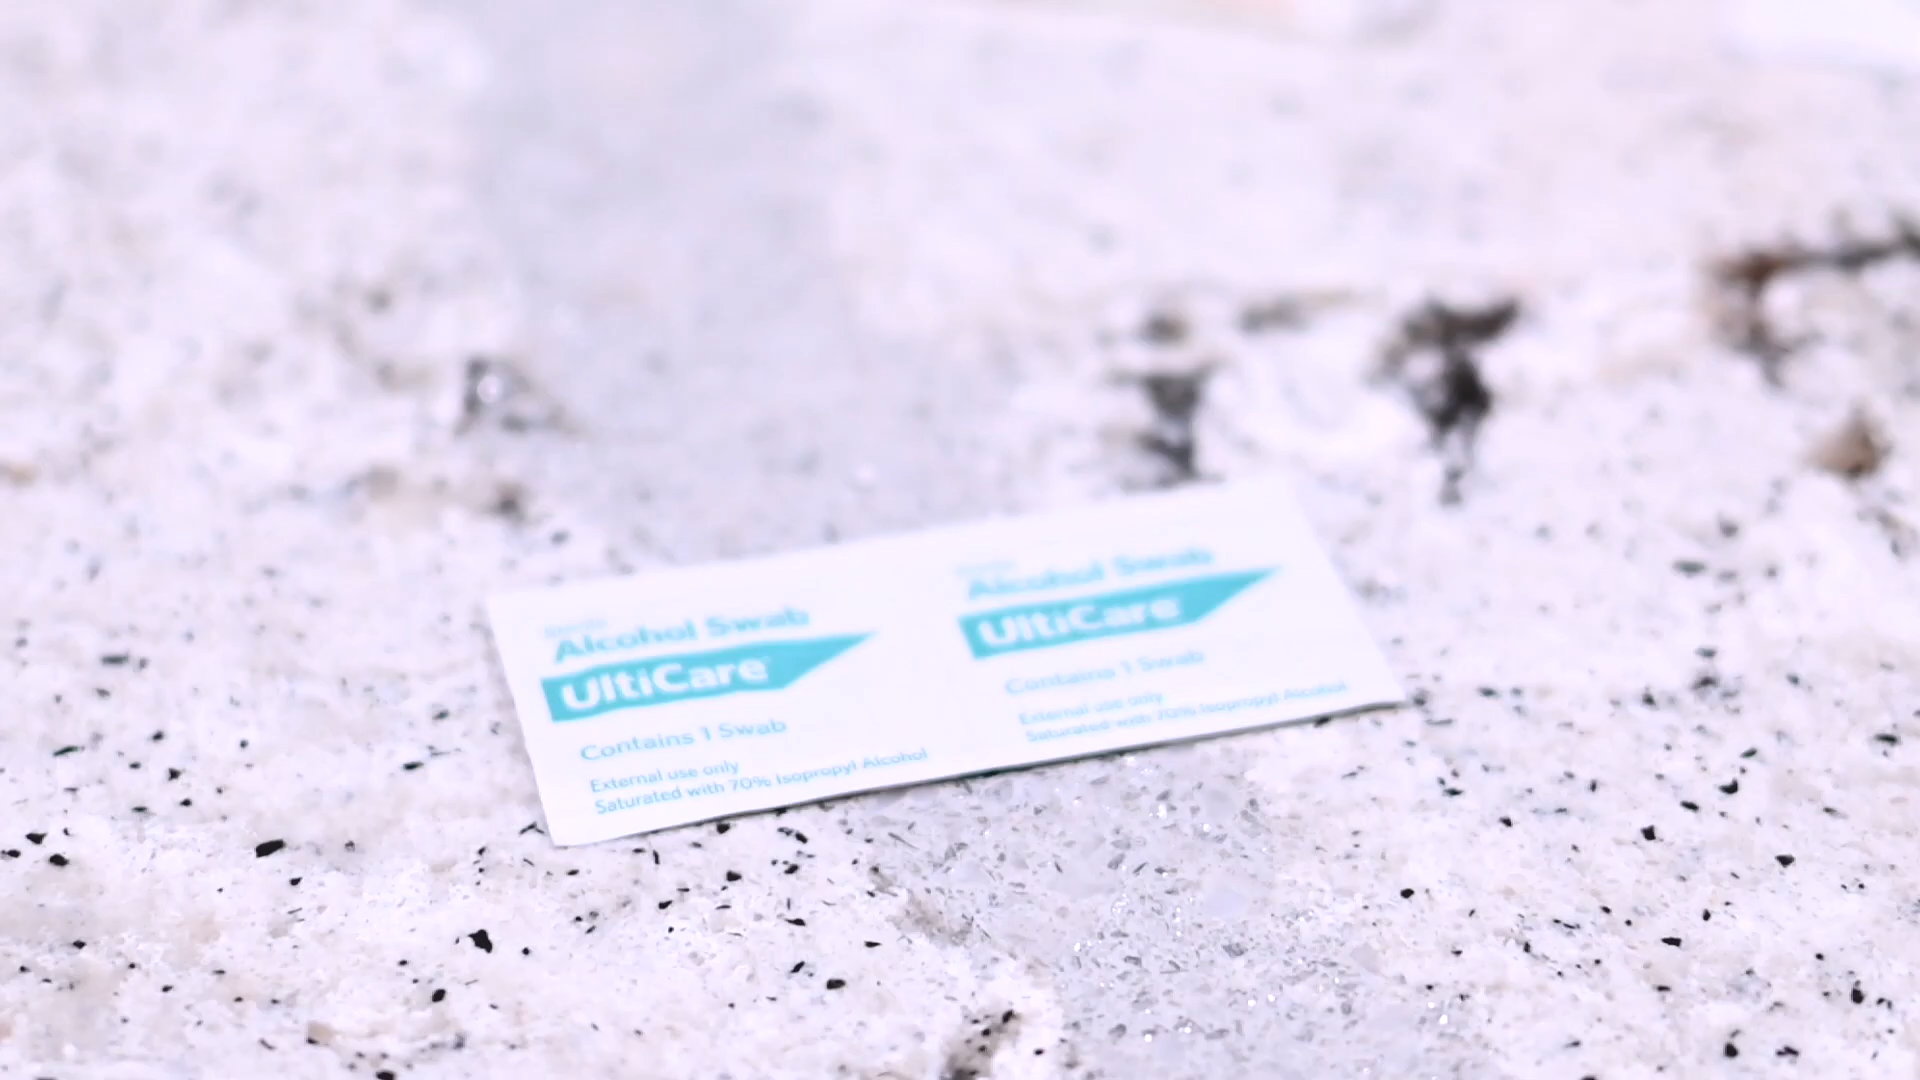 Alcohol Swab
UltiCare
Contains 1 Swab
External use only
Saturated with 70% Isopropyl Alcohol
Alcohol Swab
UltiCare
Contains 1 Swab
External use only
Saturated with 70% Isopropyl Alcohol